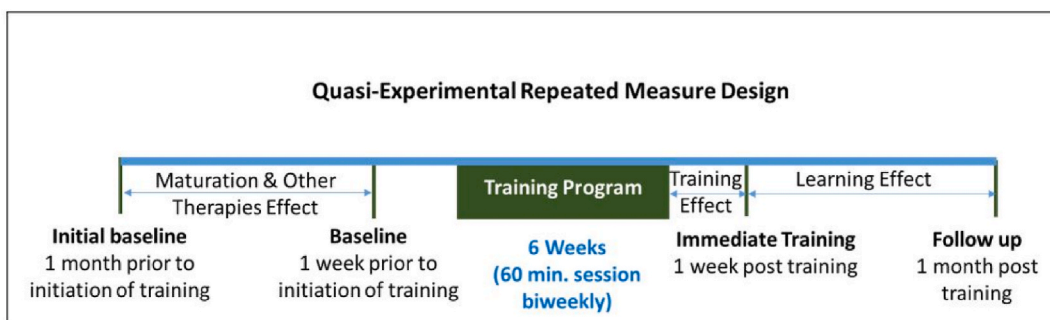 Quasi-Experimental Repeated Measure Design
Maturation & Other
Therapies Effect
Training Program
Training
Effect
Learning Effect
Initial baseline
1 month prior to
initiation of training
Baseline
1 week prior to
initiation of training
6 Weeks
(60 min. session
biweekly)
Immediate Training
1 week post training
Follow up
1 month post
training